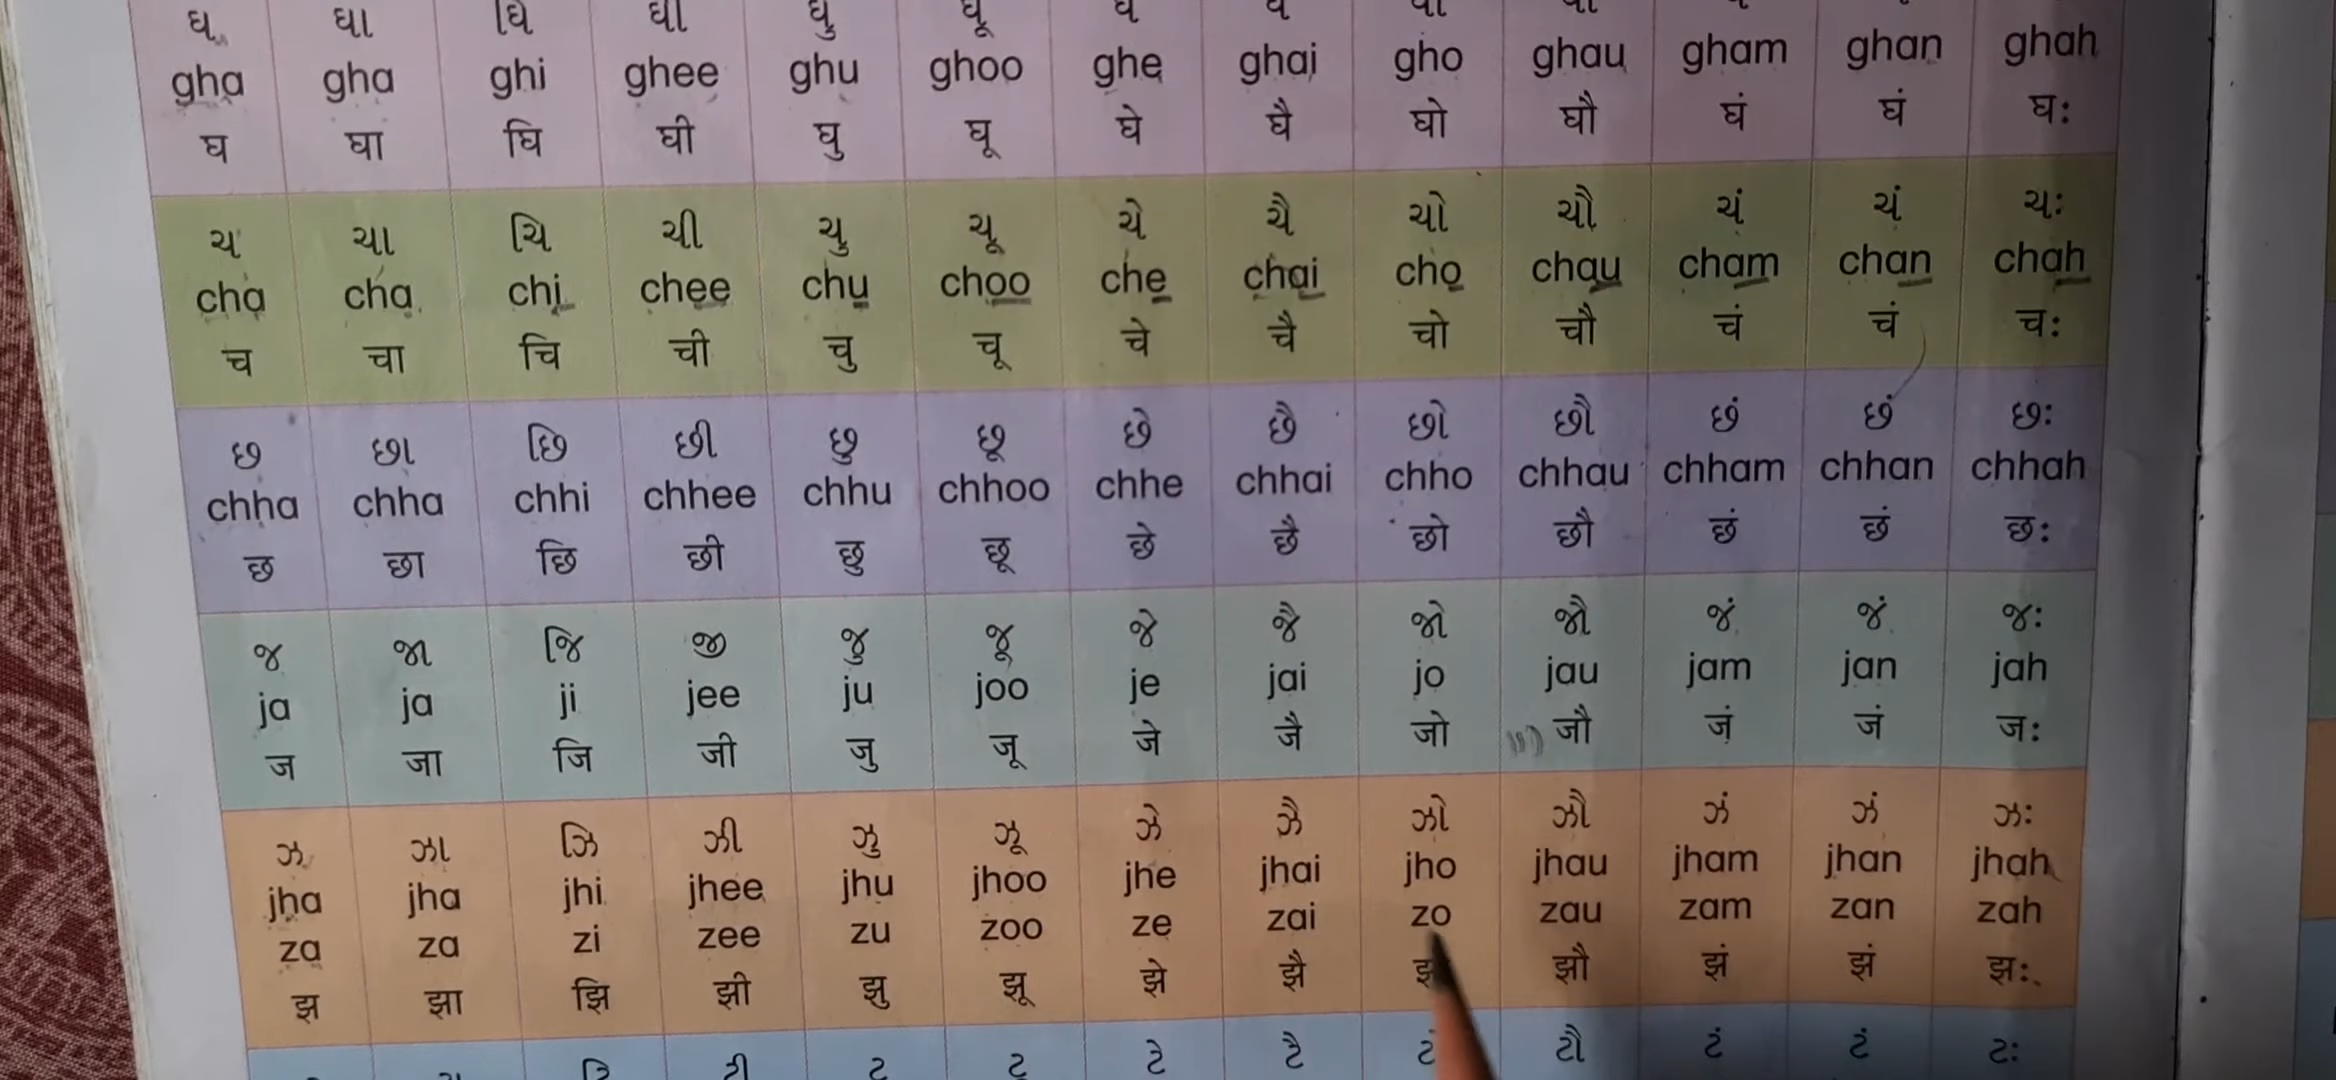 ઘ ઘા ઘિ ઘી ઘુ ઘૂ ઘે ઘૈ ઘો ઘૌ ઘં
gha gha ghi ghee ghu ghoo ghe ghai gho ghau gham ghan ghah
घ घा घि घी घु घू घे घै घो घौ घं घं घः
ચ ચા ચિ ચી ચુ ચૂ ચે ચૈ ચો ચૌ ચં ચં ચઃ
cha cha chi chee chu choo che chai cho chau cham chan chah
च चा चि ची चु चू चे चै चो चौ चं चं चः
છ છા છિ છી છુ છૂ છે છૈ છો છૌ છં છં છઃ
chha chha chhi chhee chhu chhoo chhe chhai chho chhau chham chhan chhah
छ छा छि छी छु छू छे छै छो छौ छं छं छः
જ જા જિ જી જુ જૂ જે જૈ જો જૌ જં જં જઃ
ja ja ji jee ju joo je jai jo jau jam jan jah
ज जा जि जी जु जू जे जै जो जौ जं जं जः
ઝ ઝા ઝિ ઝી ઝુ ઝૂ ઝે ઝૈ ઝો ઝૌ ઝં ઝં ઝઃ
jha jha jhi jhee jhu jhoo jhe jhai jho jhau jham jhan jhah
za za zi zee zu zoo ze zai zo zau zam zan zah
झ झा झि झी झु झू झे झै झौ झं झं झः
ટે ટૈ ટૌ ટં ટં ટઃ